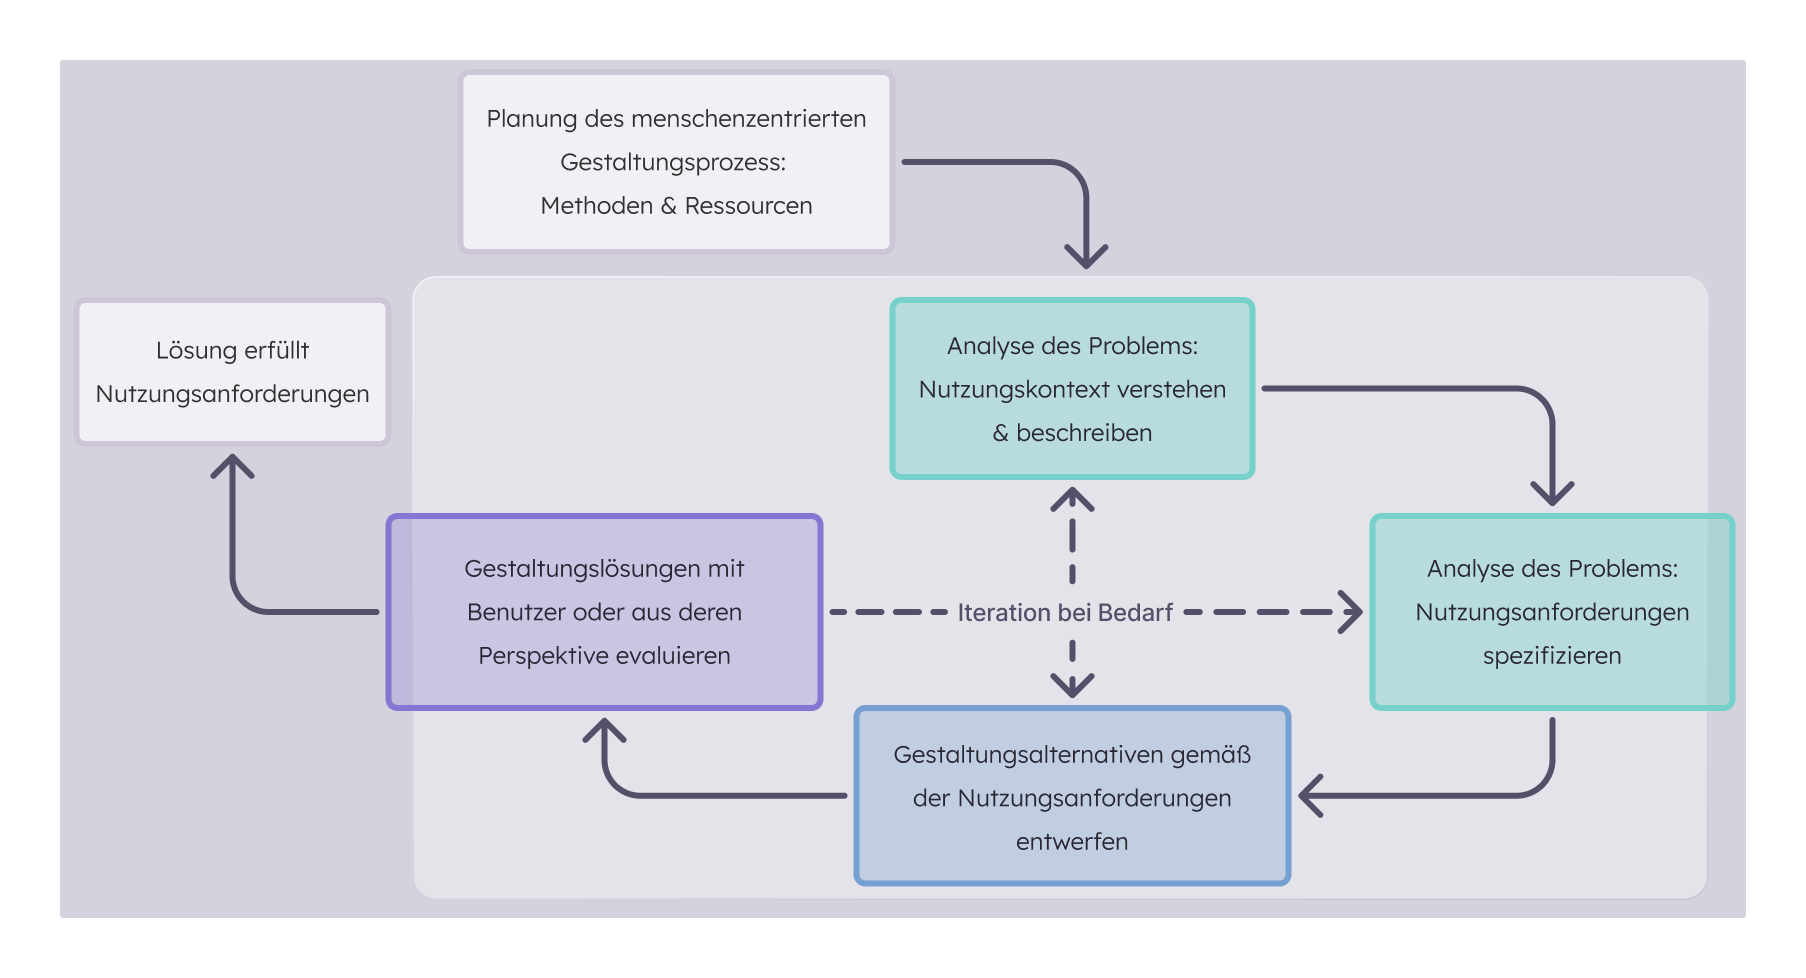 Planung des menschenzentrierten
Gestaltungsprozess:
Methoden & Ressourcen
Lösung erfüllt
Nutzungsanforderungen
Analyse des Problems:
Nutzungskontext verstehen
& beschreiben
Gestaltungslösungen mit
Benutzer oder aus deren
Perspektive evaluieren
Iteration bei Bedarf
Analyse des Problems:
Nutzungsanforderungen
spezifizieren
Gestaltungsalternativen gemäß
der Nutzungsanforderungen
entwerfen